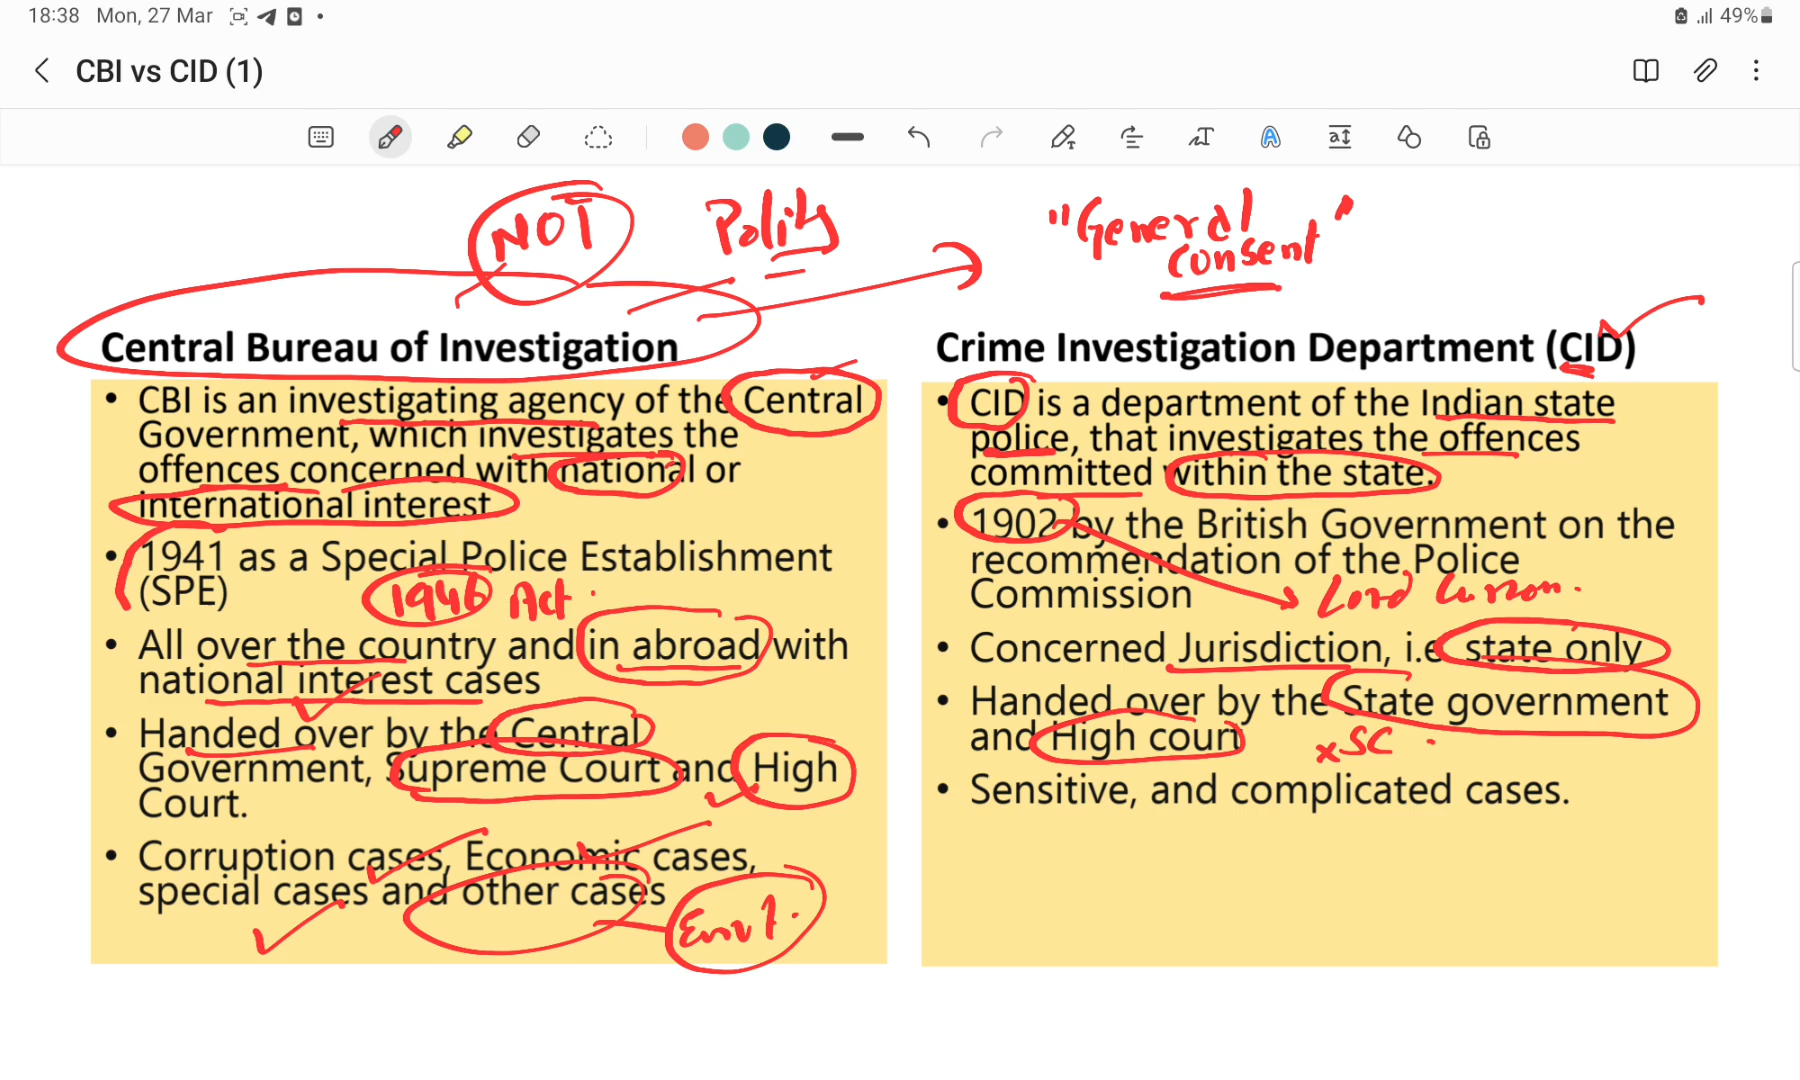 18:38 Mon, 27 Mar
49%
CBI vs CID (1)
NOT
Polity
"General
consent"
Central Bureau of Investigation
• CBI is an investigating agency of the Central
Government, which investigates the
offences concerned with national or
international interest
• 1941 as a Special Police Establishment
(SPE)
1946 Act.
• All over the country and in abroad with
national interest cases
• Handed over by the Central
Government, Supreme Court and High
Court.
• Corruption cases, Economic cases,
special cases and other cases
Crime Investigation Department (CID)
• CID is a department of the Indian state
police, that investigates the offences
committed within the state.
• 1902 by the British Government on the
recommendation of the Police
Commission
Lord Curzon.
• Concerned Jurisdiction, i.e state only
• Handed over by the State government
and High court
xSC.
• Sensitive, and complicated cases.